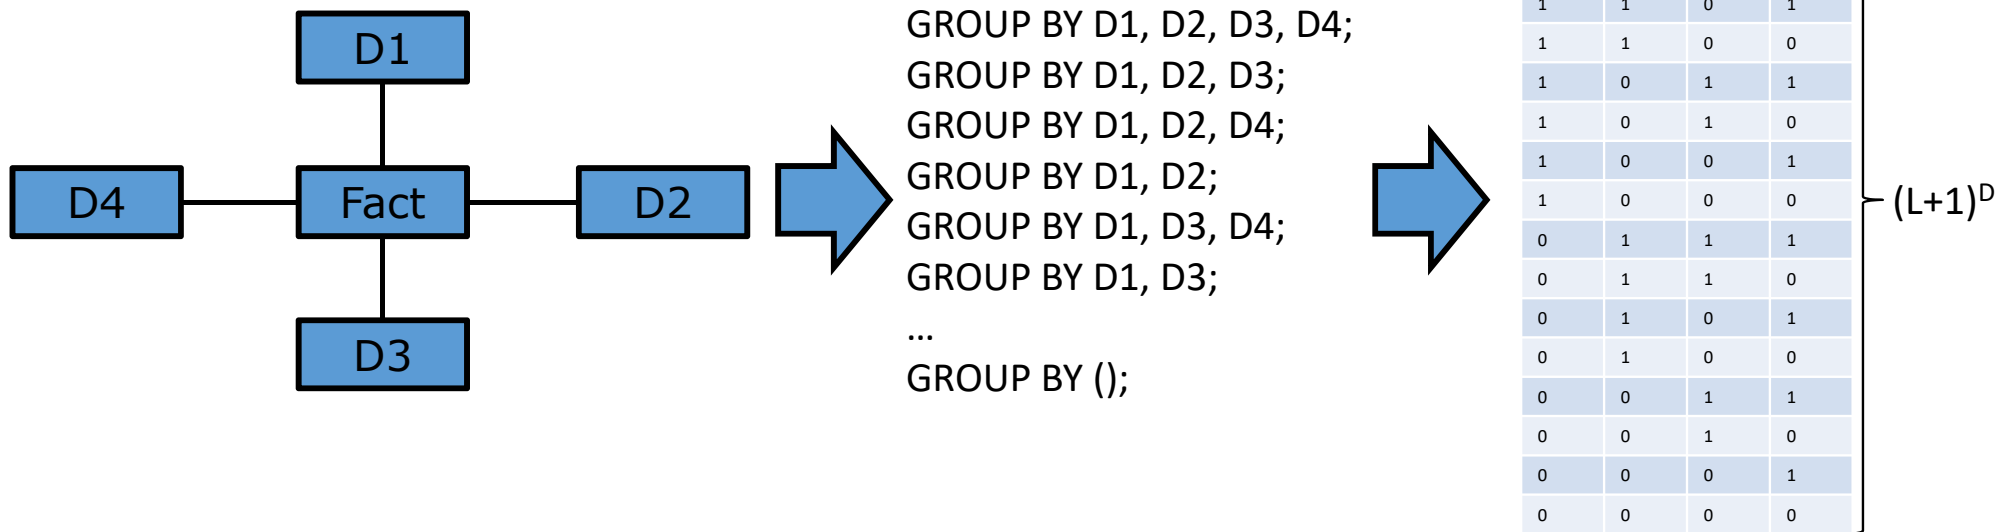 D1
D4 Fact D2
D3
GROUP BY D1, D2, D3, D4;
GROUP BY D1, D2, D3;
GROUP BY D1, D2, D4;
GROUP BY D1, D2;
GROUP BY D1, D3, D4;
GROUP BY D1, D3;
...
GROUP BY ();
1 1 0 1
1 1 0 0
1 0 1 1
1 0 1 0
1 0 0 1
1 0 0 0
0 1 1 1
0 1 1 0
0 1 0 1
0 1 0 0
0 0 1 1
0 0 1 0
0 0 0 1
0 0 0 0
(L+1)^D